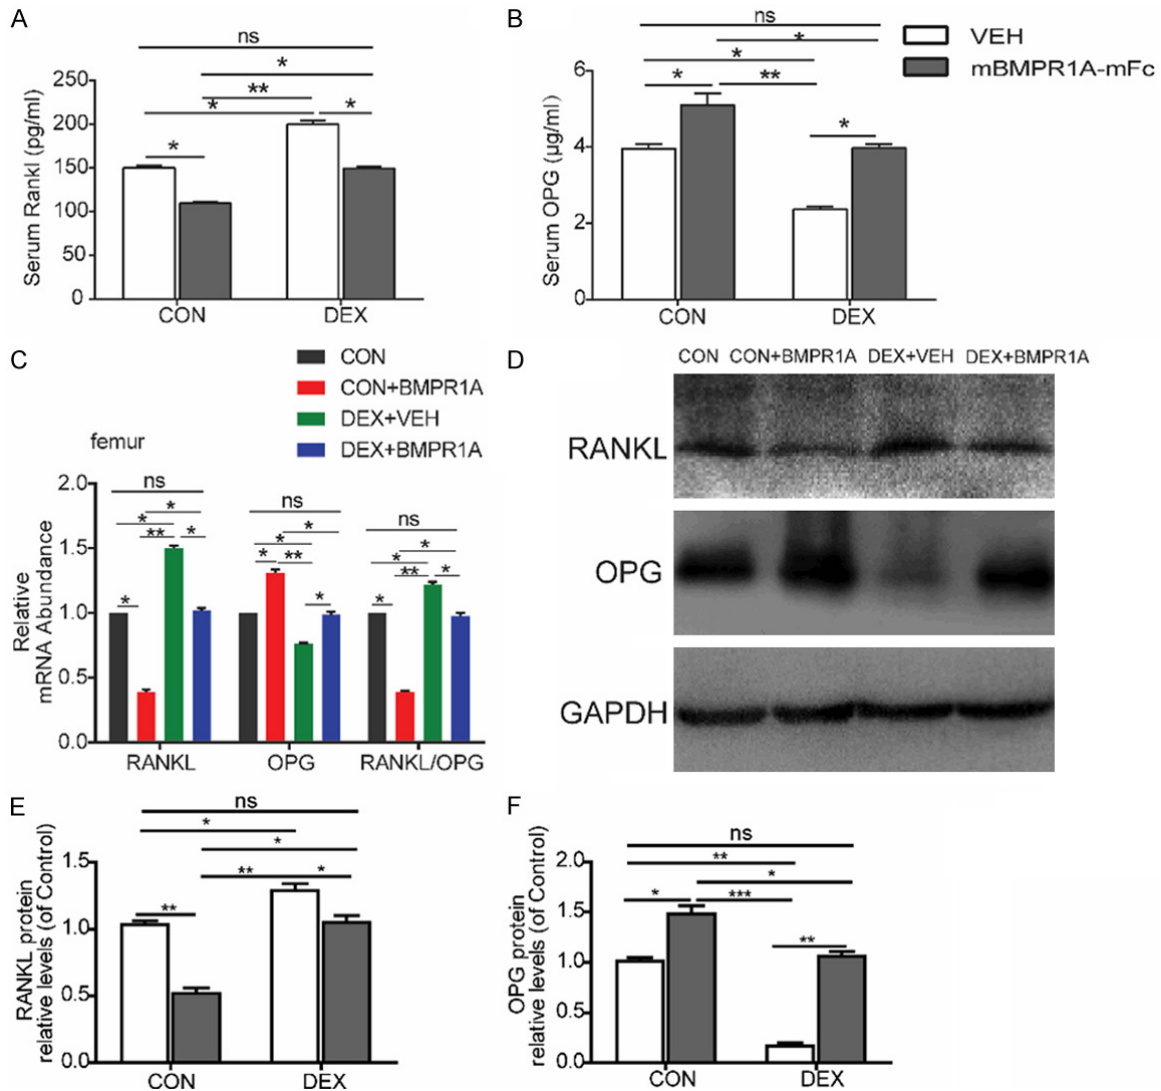 A
ns
*
**
*
*
*
250
200
150
100
50
0
Serum Rankl (pg/ml)
CON DEX
B
ns
*
*
* **
*
6
4
2
0
Serum OPG (µg/ml)
CON DEX
VEH
mBMPR1A-mFc
C
CON
CON+BMPR1A
DEX+VEH
DEX+BMPR1A
femur
2.0
1.5
1.0
0.5
0.0
Relative
mRNA Abundance
ns
*
*
** *
*
ns
*
*
* **
*
ns
*
*
** *
*
RANKL OPG RANKL/OPG
D
CON CON+BMPR1A DEX+VEH DEX+BMPR1A
RANKL
OPG
GAPDH
E
ns
*
*
** *
**
1.5
1.0
0.5
0.0
RANKL protein
relative levels (of Control)
CON DEX
F
ns
**
*
* ***
**
2.0
1.5
1.0
0.5
0.0
OPG protein
relative levels (of Control)
CON DEX